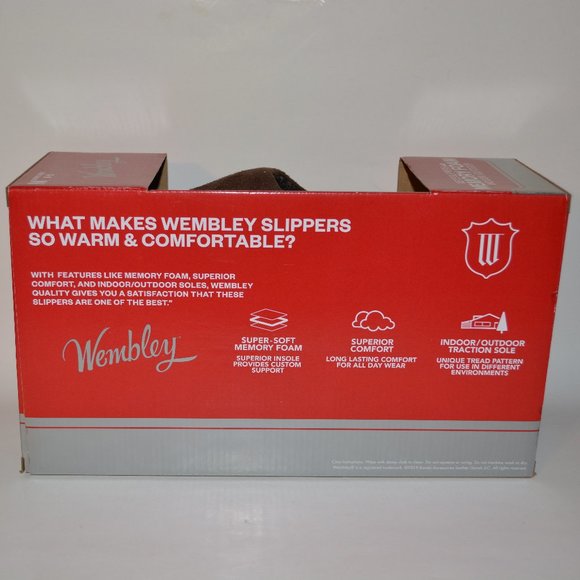 WHAT MAKES WEMBLEY SLIPPERS
SO WARM & COMFORTABLE?
W
WITH FEATURES LIKE MEMORY FOAM, SUPERIOR
COMFORT, AND INDOOR/OUTDOOR SOLES, WEMBLEY
QUALITY GIVES YOU A SATISFACTION THAT THESE
SLIPPERS ARE ONE OF THE BEST."
Wembley
SUPER-SOFT
MEMORY FOAM
SUPERIOR INSOLE
PROVIDES CUSTOM
SUPPORT
SUPERIOR
COMFORT
LONG LASTING COMFORT
FOR ALL DAY WEAR
INDOOR/OUTDOOR
TRACTION SOLE
UNIQUE TREAD PATTERN
FOR USE IN DIFFERENT
ENVIRONMENTS